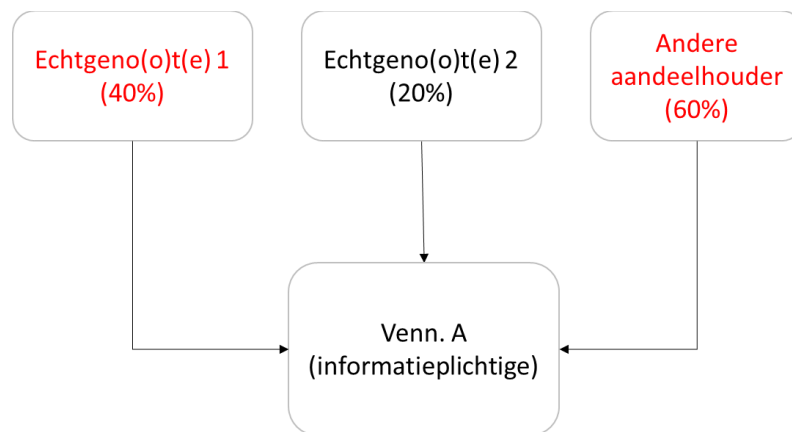 Echtgeno(o)t(e) 1
(40%)
Echtgeno(o)t(e) 2
(20%)
Andere
aandeelhouder
(60%)
Venn. A
(informatieplichtige)